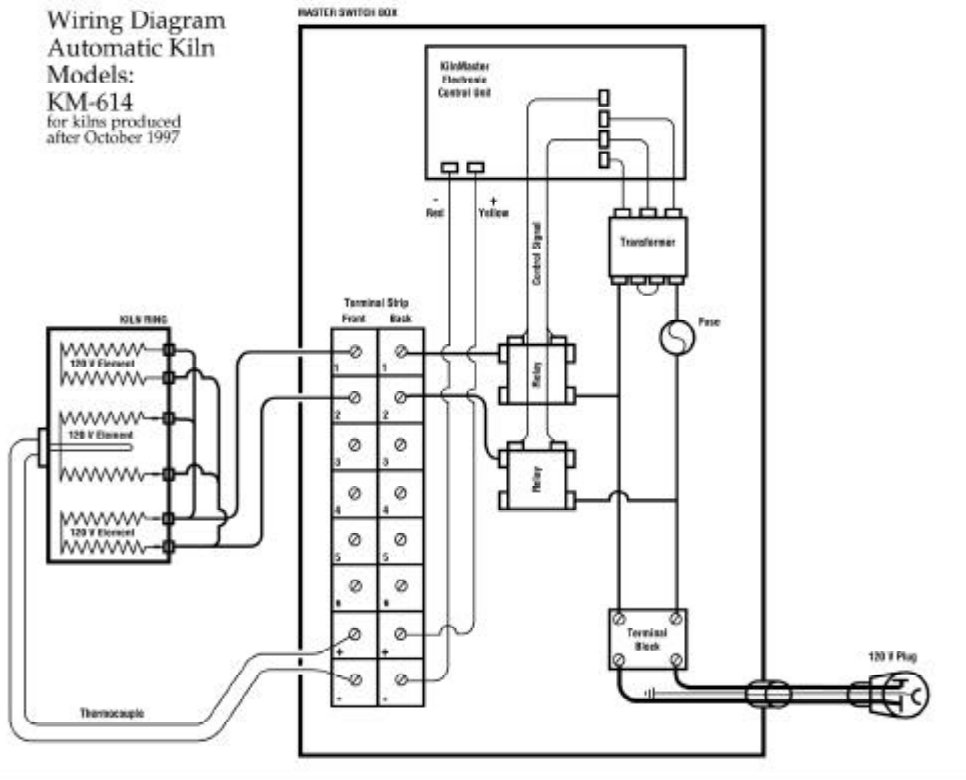 Wiring Diagram
Automatic Kiln
Models:
KM-614
for kilns produced
after October 1997
MASTER SWITCH BOX
KilnMaster
Electronic
Control Unit
-
Red
+
Yellow
Control Signal
Transformer
Fuse
Terminal Strip
Front Back
1 1
2 2
3 3
4 4
5 5
6 6
+ +
- -
KILN RING
120 V Element
120 V Element
120 V Element
Relay
Relay
Terminal
Block
120 V Plug
Thermocouple